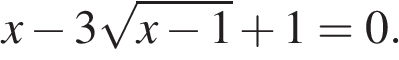 x − 3√(x − 1) + 1 = 0.